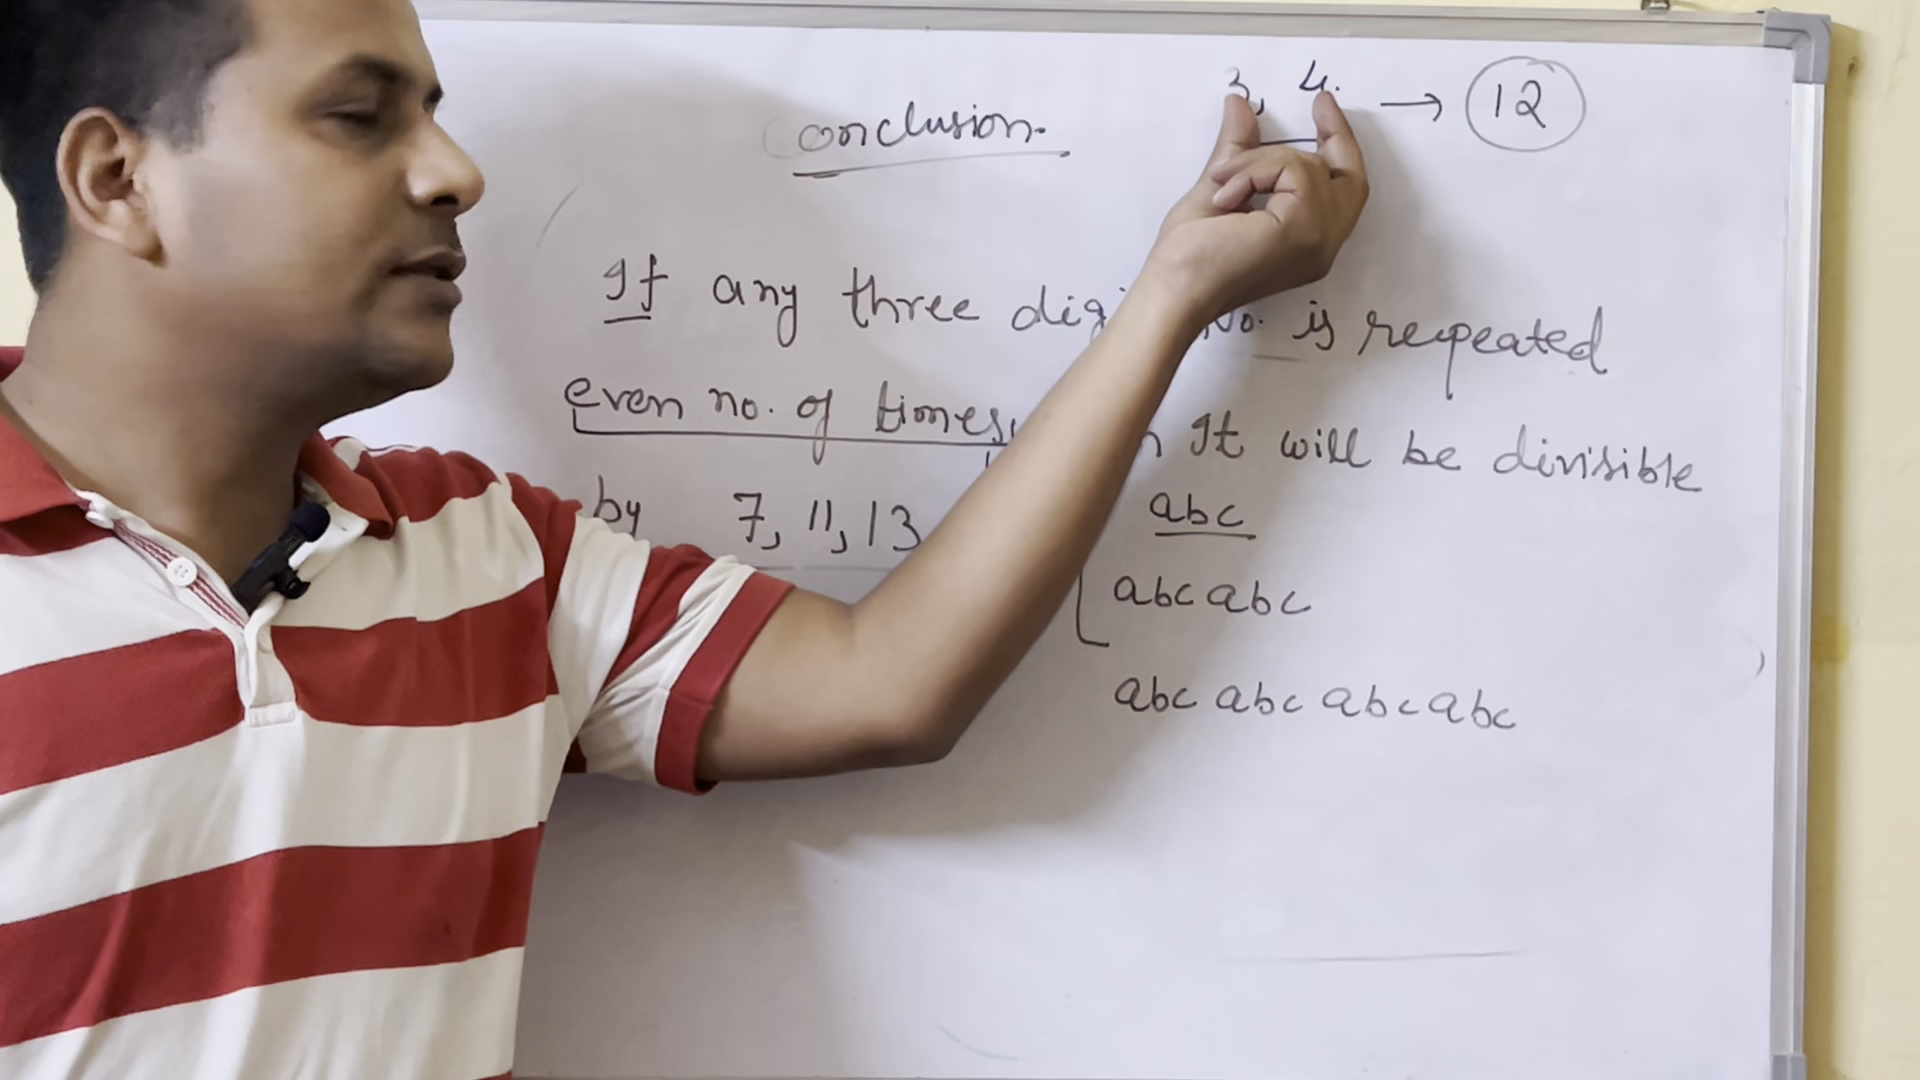 3, 4. → 12
Conclusion.
If any three No. is repeated
even no. of times, It will be divisible
by 7, 11, 13
abc
abcabc
abc abc abc abc